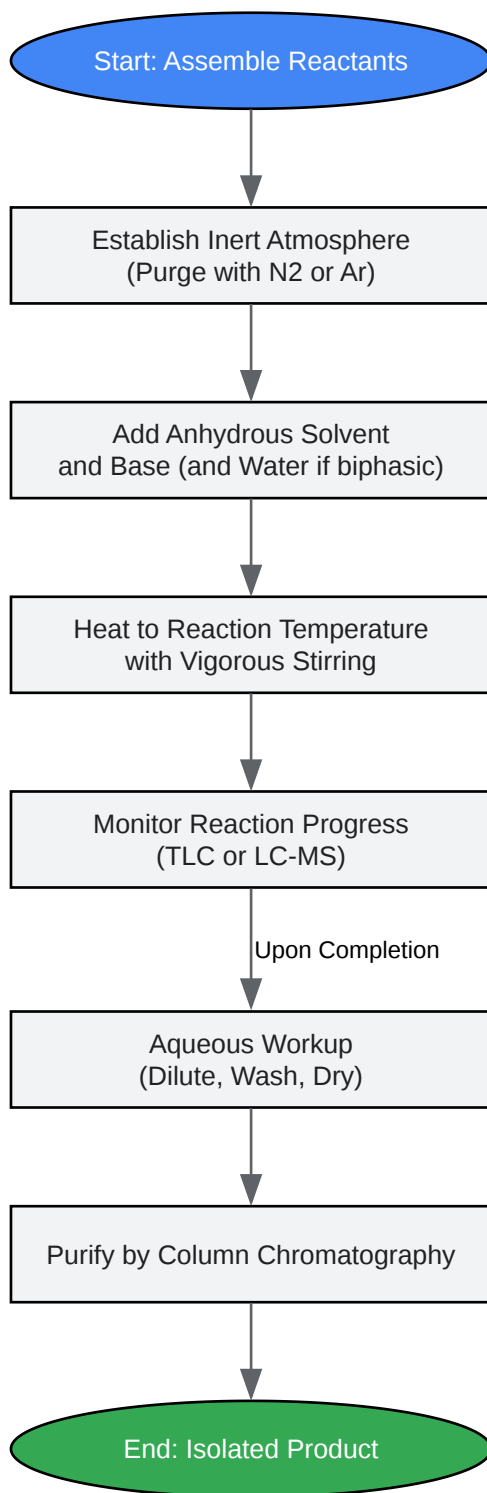 Start: Assemble Reactants
Establish Inert Atmosphere
(Purge with N2 or Ar)
Add Anhydrous Solvent
and Base (and Water if biphasic)
Heat to Reaction Temperature
with Vigorous Stirring
Monitor Reaction Progress
(TLC or LC-MS)
Upon Completion
Aqueous Workup
(Dilute, Wash, Dry)
Purify by Column Chromatography
End: Isolated Product